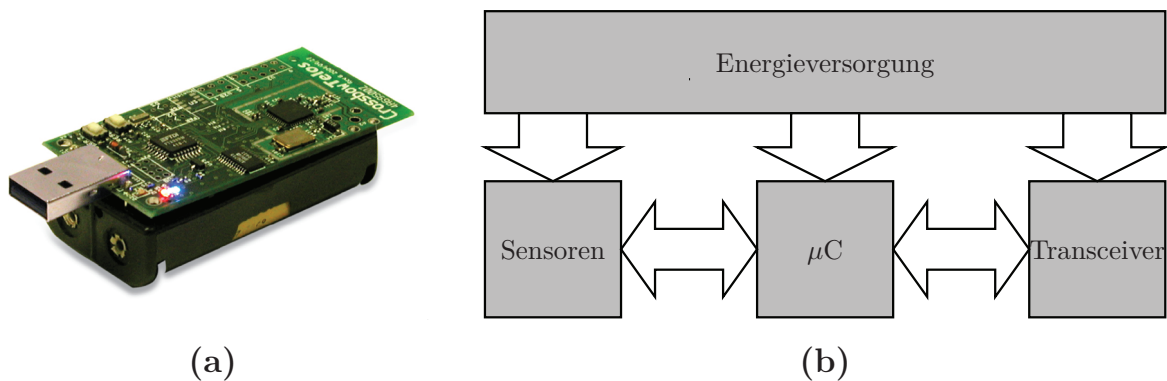 Crossbow Telos
Energieversorgung
Sensoren
μC
Transceiver
(a)
(b)